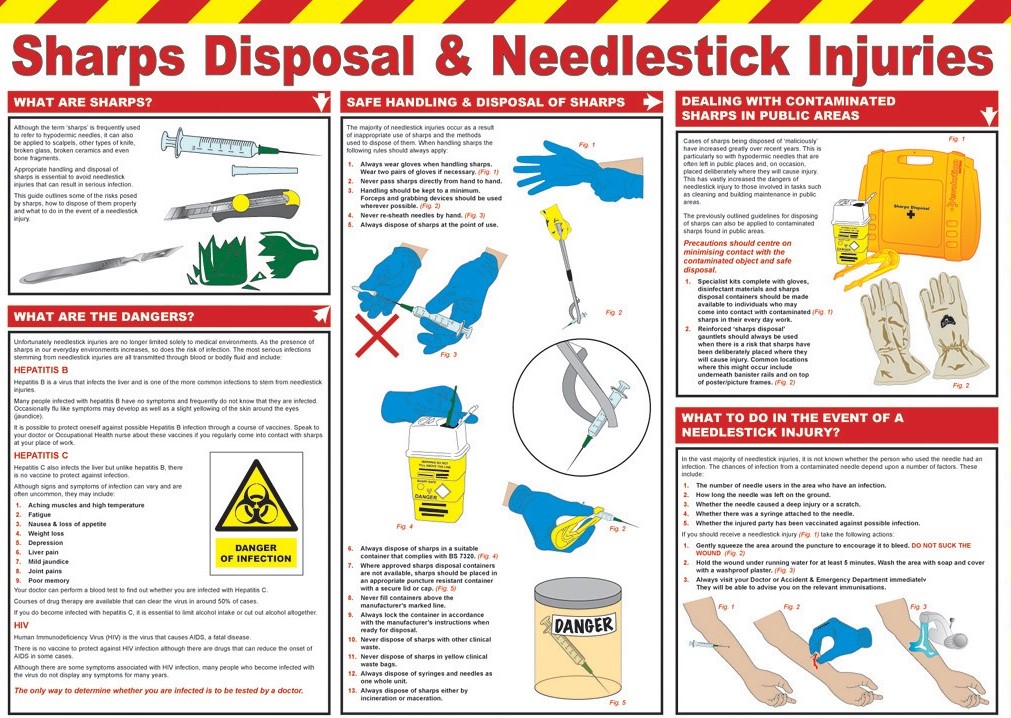 Sharps Disposal & Needlestick Injuries
WHAT ARE SHARPS?
Although the term 'sharps' is frequently used
to refer to hypodermic needles, it can also
be applied to scalpels, other types of knife,
broken glass, broken ceramics and even
bone fragments.
Appropriate handling and disposal of
sharps is essential to avoid needlestick
injuries that can result in serious infection.
This guide outlines some of the risks posed
by sharps, how to dispose of them properly
and what to do in the event of a needlestick
injury.
WHAT ARE THE DANGERS?
Unfortunately needlestick injuries are no longer limited solely to medical environments. As the presence of
sharps in our everyday environments increases, so does the risk of infection. The most serious infections
stemming from needlestick injuries are all transmitted through blood or bodily fluid and include:
HEPATITIS B
Hepatitis B is a virus that infects the liver and is one of the more common infections to stem from needlestick
injuries.
Many people infected with hepatitis B have no symptoms and frequently do not know that they are infected.
Occasionally flu like symptoms may develop as well as a slight yellowing of the skin around the eyes
(jaundice).
It is possible to protect oneself against possible Hepatitis B infection through a course of vaccines. Speak to
your doctor or Occupational Health nurse about these vaccines if you regularly come into contact with sharps
at your place of work.
HEPATITIS C
Hepatitis C also infects the liver but unlike hepatitis B, there
is no vaccine to protect against infection.
Although signs and symptoms of infection can vary and are
often uncommon, they may include:
1. Aching muscles and high temperature
2. Fatigue
3. Nausea & loss of appetite
4. Weight loss
5. Depression
6. Liver pain
7. Mild jaundice
8. Joint pains
9. Poor memory
DANGER
OF INFECTION
Your doctor can perform a blood test to find out whether you are infected with Hepatitis C.
Courses of drug therapy are available that can clear the virus in around 50% of cases.
If you do become infected with hepatitis C, it is essential to limit alcohol intake or cut out alcohol altogether.
HIV
Human Immunodeficiency Virus (HIV) is the virus that causes AIDS, a fatal disease.
There is no vaccine to protect against HIV infection although there are drugs that can reduce the onset of
AIDS in some cases.
Although there are some symptoms associated with HIV infection, many people who become infected with
the virus do not display any symptoms for many years.
The only way to determine whether you are infected is to be tested by a doctor.
SAFE HANDLING & DISPOSAL OF SHARPS
The majority of needlestick injuries occur as a result
of inappropriate use of sharps and the methods
used to dispose of them. When handling sharps the
following rules should always apply:
1. Always wear gloves when handling sharps.
Wear two pairs of gloves if necessary. (Fig. 1)
2. Never pass sharps directly from hand to hand.
3. Handling should be kept to a minimum.
Forceps and grabbing devices should be used
wherever possible. (Fig. 2)
4. Never re-sheath needles by hand. (Fig. 3)
5. Always dispose of sharps at the point of use.
Fig. 1
Fig. 2
Fig. 3
DANGER
Fig. 4
Fig. 2
6. Always dispose of sharps in a suitable
container that complies with BS 7320. (Fig. 4)
7. Where approved sharps disposal containers
are not available, sharps should be placed in
an appropriate puncture resistant container
with a secure lid or cap. (Fig. 5)
8. Never fill containers above the
manufacturer's marked line.
9. Always lock the container in accordance
with the manufacturer's instructions when
ready for disposal.
10. Never dispose of sharps with other clinical
waste.
11. Never dispose of sharps in yellow clinical
waste bags.
12. Always dispose of syringes and needles as
one whole unit.
13. Always dispose of sharps either by
incineration or maceration.
DANGER
Fig. 5
DEALING WITH CONTAMINATED
SHARPS IN PUBLIC AREAS
Cases of sharps being disposed of 'maliciously'
have increased greatly over recent years. This is
particularly so with hypodermic needles that are
often left in public places and, on occasion,
placed deliberately where they will cause injury.
This has vastly increased the dangers of
needlestick injury to those involved in tasks such
as cleaning and building maintenance in public
areas.
The previously outlined guidelines for disposing
of sharps can also be applied to contaminated
sharps found in public areas.
Precautions should centre on
minimising contact with the
contaminated object and safe
disposal.
1. Specialist kits complete with gloves,
disinfectant materials and sharps
disposal containers should be made
available to individuals who may
come into contact with contaminated (Fig. 1)
sharps in their every day work.
2. Reinforced 'sharps disposal'
gauntlets should always be used
when there is a risk that sharps have
been deliberately placed where they
will cause injury. Common locations
where this might occur include
underneath banister rails and on top
of poster/picture frames. (Fig. 2)
Fig. 1
Sharps Disposal
DANGER
Fig. 2
WHAT TO DO IN THE EVENT OF A
NEEDLESTICK INJURY?
In the vast majority of needlestick injuries, it is not known whether the person who used the needle had an
infection. The chances of infection from a contaminated needle depend upon a number of factors. These
include:
1. The number of needle users in the area who have an infection.
2. How long the needle was left on the ground.
3. Whether the needle caused a deep injury or a scratch.
4. Whether there was a syringe attached to the needle.
5. Whether the injured party has been vaccinated against possible infection.
If you should receive a needlestick injury (Fig. 1) take the following actions:
1. Gently squeeze the area around the puncture to encourage it to bleed. DO NOT SUCK THE
WOUND (Fig. 2)
2. Hold the wound under running water for at least 5 minutes. Wash the area with soap and cover
with a washproof plaster. (Fig. 3)
3. Always visit your Doctor or Accident & Emergency Department immediately
They will be able to advise you on the relevant immunisations.
Fig. 1
Fig. 2
Fig. 3